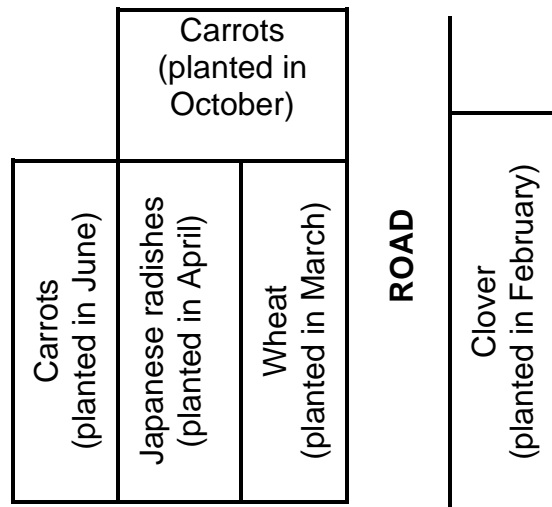 Carrots
(planted in
October)
Carrots
(planted in June)
Japanese radishes
(planted in April)
Wheat
(planted in March)
ROAD
Clover
(planted in February)